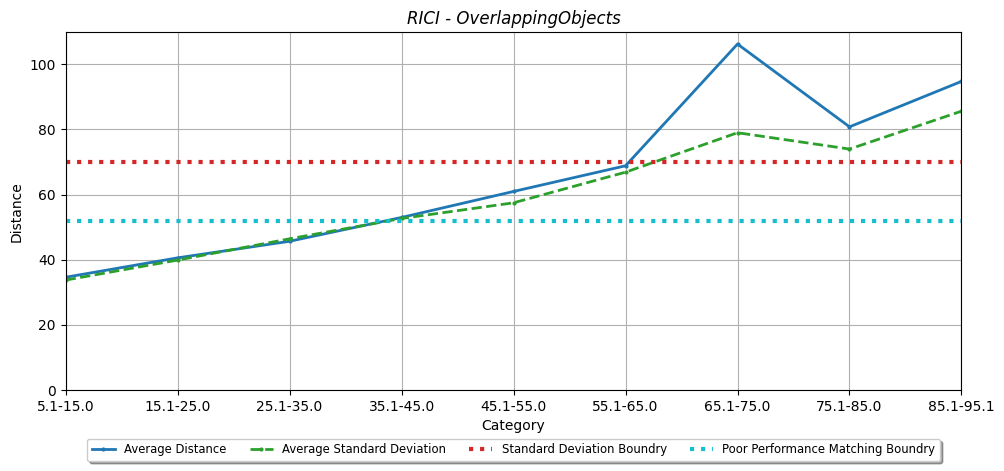 RICI - OverlappingObjects
100
80
60
40
20
0
Distance
5.1-15.0 15.1-25.0 25.1-35.0 35.1-45.0 45.1-55.0 55.1-65.0 65.1-75.0 75.1-85.0 85.1-95.1
Category
Average Distance Average Standard Deviation Standard Deviation Boundry Poor Performance Matching Boundry